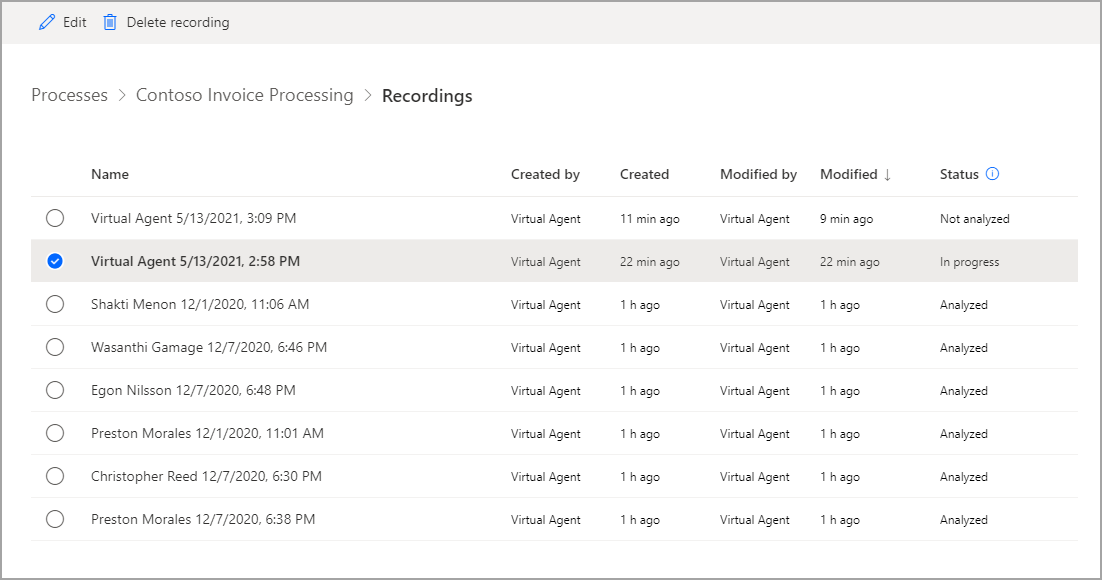 Edit Delete recording
Processes > Contoso Invoice Processing > Recordings
Name Created by Created Modified by Modified ↓ Status
Virtual Agent 5/13/2021, 3:09 PM Virtual Agent 11 min ago Virtual Agent 9 min ago Not analyzed
Virtual Agent 5/13/2021, 2:58 PM Virtual Agent 22 min ago Virtual Agent 22 min ago In progress
Shakti Menon 12/1/2020, 11:06 AM Virtual Agent 1 h ago Virtual Agent 1 h ago Analyzed
Wasanthi Gamage 12/7/2020, 6:46 PM Virtual Agent 1 h ago Virtual Agent 1 h ago Analyzed
Egon Nilsson 12/7/2020, 6:48 PM Virtual Agent 1 h ago Virtual Agent 1 h ago Analyzed
Preston Morales 12/1/2020, 11:01 AM Virtual Agent 1 h ago Virtual Agent 1 h ago Analyzed
Christopher Reed 12/7/2020, 6:30 PM Virtual Agent 1 h ago Virtual Agent 1 h ago Analyzed
Preston Morales 12/7/2020, 6:38 PM Virtual Agent 1 h ago Virtual Agent 1 h ago Analyzed